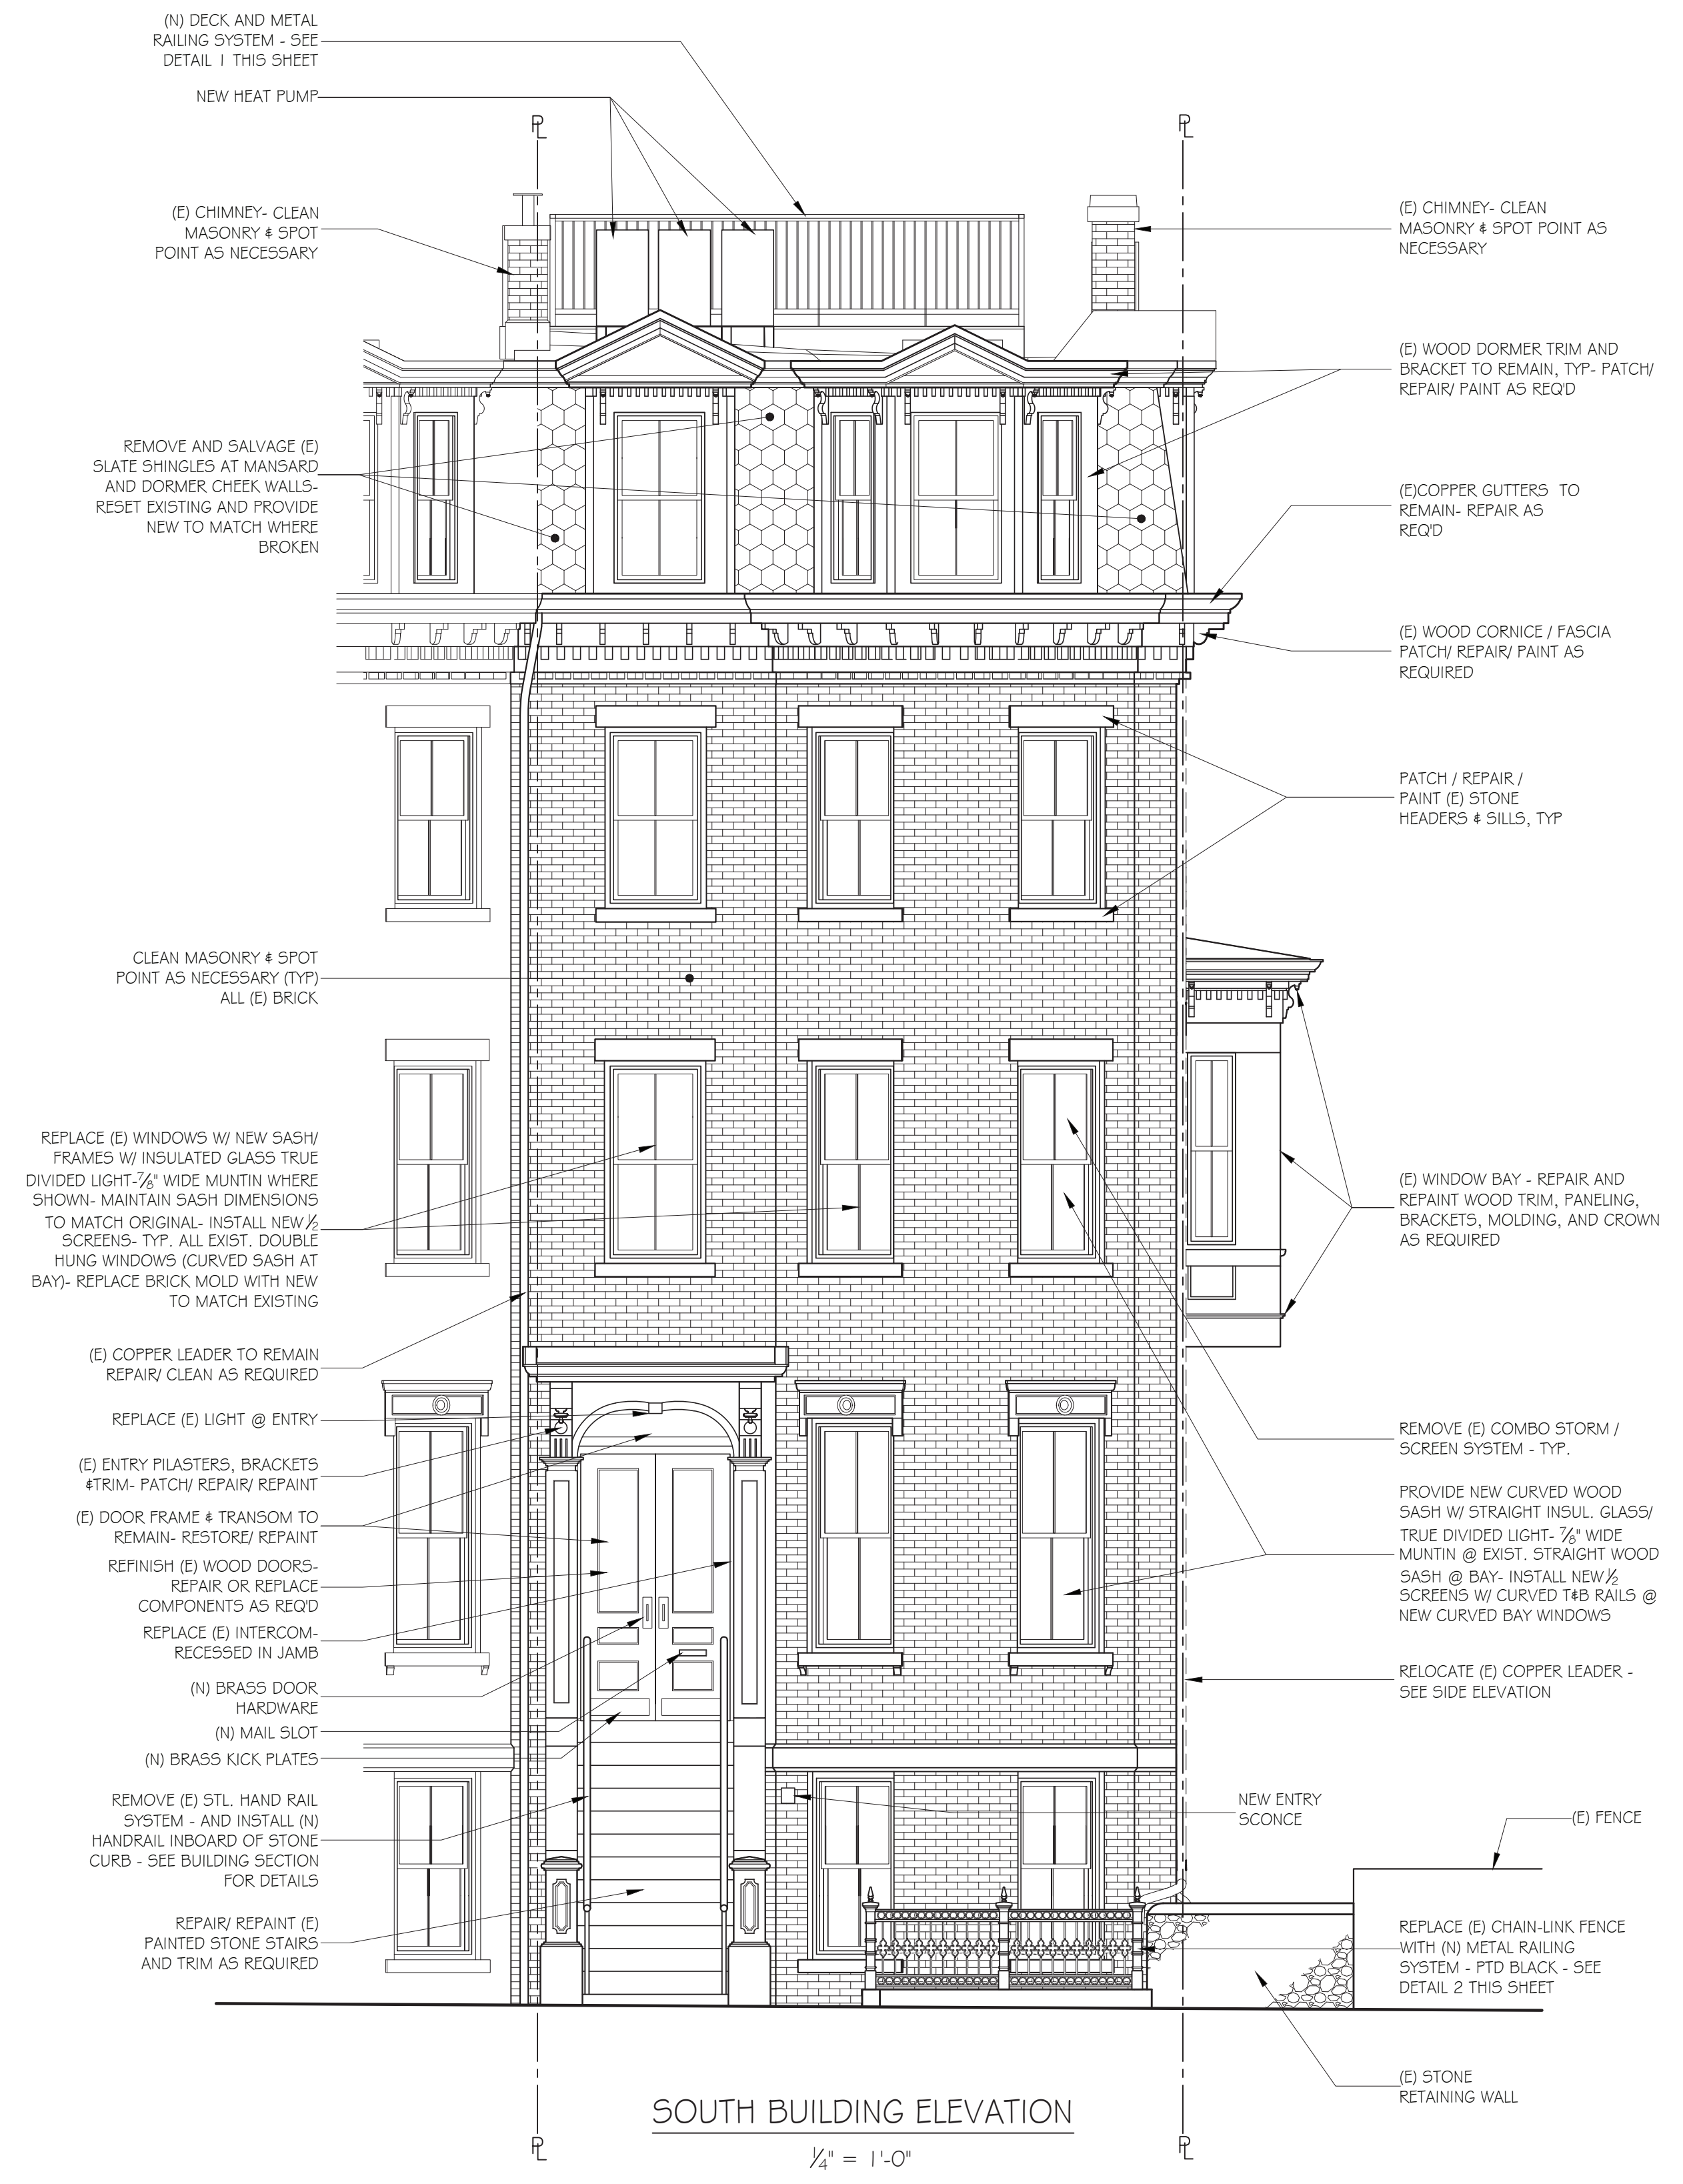 (N) DECK AND METAL
RAILING SYSTEM - SEE
DETAIL 1 THIS SHEET
NEW HEAT PUMP
(E) CHIMNEY- CLEAN
MASONRY & SPOT
POINT AS NECESSARY
REMOVE AND SALVAGE (E)
SLATE SHINGLES AT MANSARD
AND DORMER CHEEK WALLS-
RESET EXISTING AND PROVIDE
NEW TO MATCH WHERE
BROKEN
CLEAN MASONRY & SPOT
POINT AS NECESSARY (TYP)
ALL (E) BRICK
REPLACE (E) WINDOWS W/ NEW SASH/
FRAMES W/ INSULATED GLASS TRUE
DIVIDED LIGHT-7/8" WIDE MUNTIN WHERE
SHOWN- MAINTAIN SASH DIMENSIONS
TO MATCH ORIGINAL- INSTALL NEW 1/2
SCREENS- TYP. ALL EXIST. DOUBLE
HUNG WINDOWS (CURVED SASH AT
BAY)- REPLACE BRICK MOLD WITH NEW
TO MATCH EXISTING
(E) COPPER LEADER TO REMAIN
REPAIR/ CLEAN AS REQUIRED
REPLACE (E) LIGHT @ ENTRY
(E) ENTRY PILASTERS, BRACKETS
&TRIM- PATCH/ REPAIR/ REPAINT
(E) DOOR FRAME & TRANSOM TO
REMAIN- RESTORE/ REPAINT
REFINISH (E) WOOD DOORS-
REPAIR OR REPLACE
COMPONENTS AS REQ'D
REPLACE (E) INTERCOM-
RECESSED IN JAMB
(N) BRASS DOOR
HARDWARE
(N) MAIL SLOT
(N) BRASS KICK PLATES
REMOVE (E) STL. HAND RAIL
SYSTEM - AND INSTALL (N)
HANDRAIL INBOARD OF STONE
CURB - SEE BUILDING SECTION
FOR DETAILS
REPAIR/ REPAINT (E)
PAINTED STONE STAIRS
AND TRIM AS REQUIRED
PL
PL
(E) CHIMNEY- CLEAN
MASONRY & SPOT POINT AS
NECESSARY
(E) WOOD DORMER TRIM AND
BRACKET TO REMAIN, TYP- PATCH/
REPAIR/ PAINT AS REQ'D
(E)COPPER GUTTERS TO
REMAIN- REPAIR AS
REQ'D
(E) WOOD CORNICE / FASCIA
PATCH/ REPAIR/ PAINT AS
REQUIRED
PATCH / REPAIR /
PAINT (E) STONE
HEADERS & SILLS, TYP
(E) WINDOW BAY - REPAIR AND
REPAINT WOOD TRIM, PANELING,
BRACKETS, MOLDING, AND CROWN
AS REQUIRED
REMOVE (E) COMBO STORM /
SCREEN SYSTEM - TYP.
PROVIDE NEW CURVED WOOD
SASH W/ STRAIGHT INSUL. GLASS/
TRUE DIVIDED LIGHT- 7/8" WIDE
MUNTIN @ EXIST. STRAIGHT WOOD
SASH @ BAY- INSTALL NEW 1/2
SCREENS W/ CURVED T&B RAILS @
NEW CURVED BAY WINDOWS
RELOCATE (E) COPPER LEADER -
SEE SIDE ELEVATION
NEW ENTRY
SCONCE
(E) FENCE
REPLACE (E) CHAIN-LINK FENCE
WITH (N) METAL RAILING
SYSTEM - PTD BLACK - SEE
DETAIL 2 THIS SHEET
(E) STONE
RETAINING WALL
PL
PL
SOUTH BUILDING ELEVATION
1/4" = 1'-0"